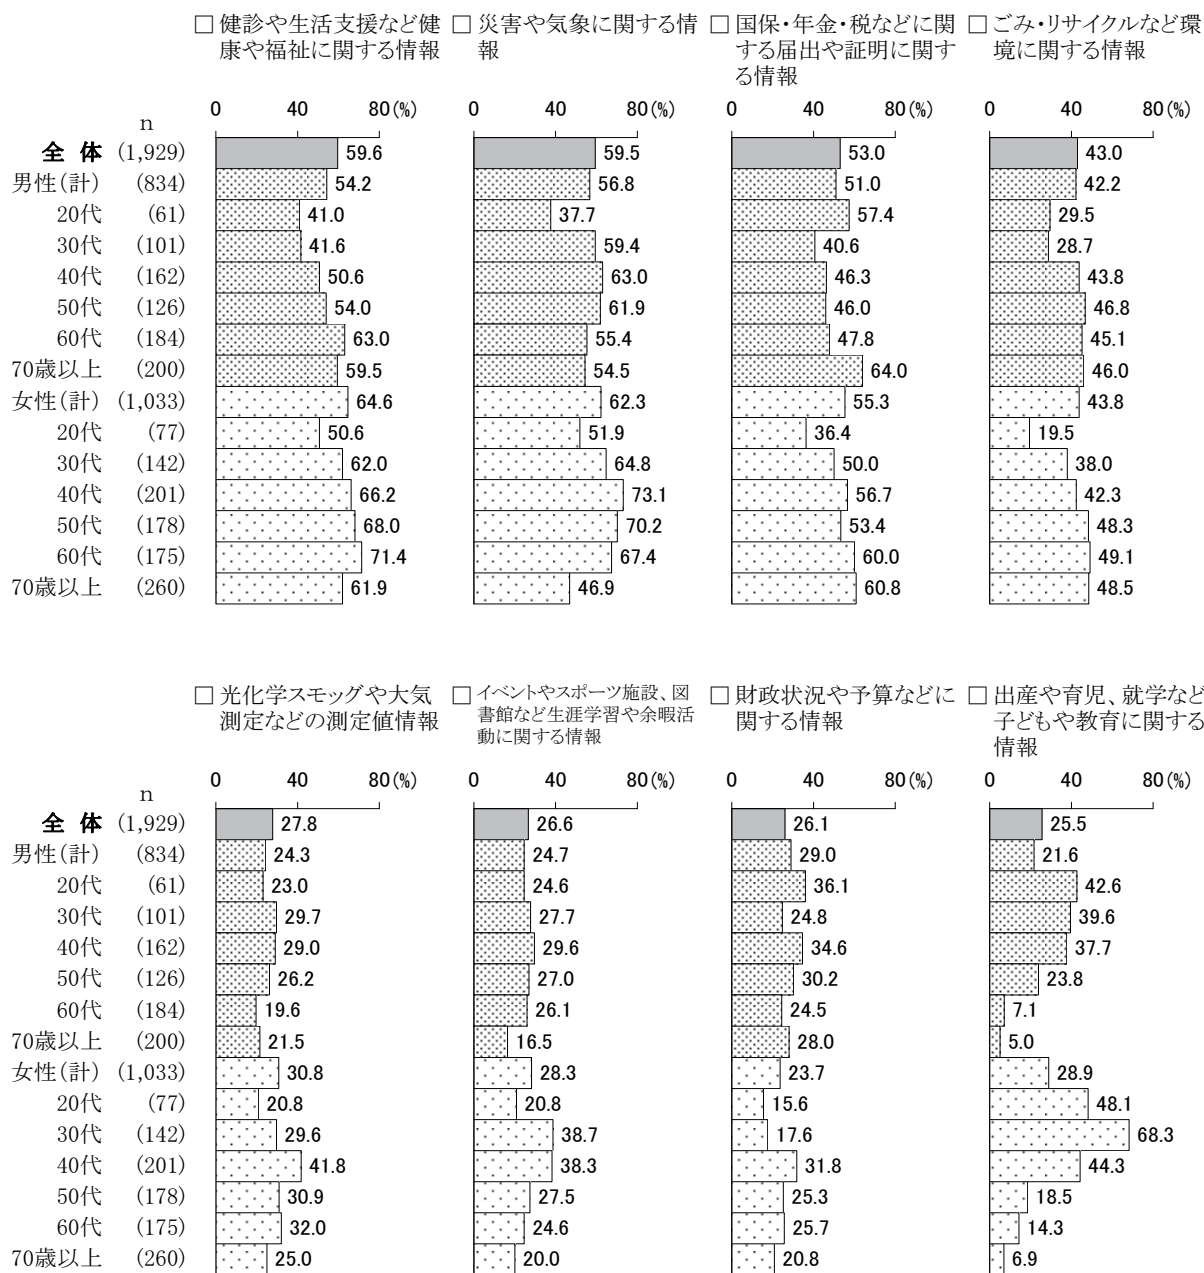 □ 健診や生活支援など健 □ 災害や気象に関する情 □ 国保・年金・税などに関 □ ごみ・リサイクルなど環
康や福祉に関する情報 報 する届出や証明に関す 境に関する情報
る情報
0 40 80(%) 0 40 80(%) 0 40 80(%) 0 40 80(%)
n
全 体 (1,929) 59.6 59.5 53.0 43.0
男性(計) (834) 54.2 56.8 51.0 42.2
20代 (61) 41.0 37.7 57.4 29.5
30代 (101) 41.6 59.4 40.6 28.7
40代 (162) 50.6 63.0 46.3 43.8
50代 (126) 54.0 61.9 46.0 46.8
60代 (184) 63.0 55.4 47.8 45.1
70歳以上 (200) 59.5 54.5 64.0 46.0
女性(計) (1,033) 64.6 62.3 55.3 43.8
20代 (77) 50.6 51.9 36.4 19.5
30代 (142) 62.0 64.8 50.0 38.0
40代 (201) 66.2 73.1 56.7 42.3
50代 (178) 68.0 70.2 53.4 48.3
60代 (175) 71.4 67.4 60.0 49.1
70歳以上 (260) 61.9 46.9 60.8 48.5
□ 光化学スモッグや大気 □ イベントやスポーツ施設、図 □ 財政状況や予算などに □ 出産や育児、就学など
測定などの測定値情報 書館など生涯学習や余暇活 関する情報 子どもや教育に関する
動に関する情報 情報
0 40 80(%) 0 40 80(%) 0 40 80(%) 0 40 80(%)
n
全 体 (1,929) 27.8 26.6 26.1 25.5
男性(計) (834) 24.3 24.7 29.0 21.6
20代 (61) 23.0 24.6 36.1 42.6
30代 (101) 29.7 27.7 24.8 39.6
40代 (162) 29.0 29.6 34.6 37.7
50代 (126) 26.2 27.0 30.2 23.8
60代 (184) 19.6 26.1 24.5 7.1
70歳以上 (200) 21.5 16.5 28.0 5.0
女性(計) (1,033) 30.8 28.3 23.7 28.9
20代 (77) 20.8 20.8 15.6 48.1
30代 (142) 29.6 38.7 17.6 68.3
40代 (201) 41.8 38.3 31.8 44.3
50代 (178) 30.9 27.5 25.3 18.5
60代 (175) 32.0 24.6 25.7 14.3
70歳以上 (260) 25.0 20.0 20.8 6.9